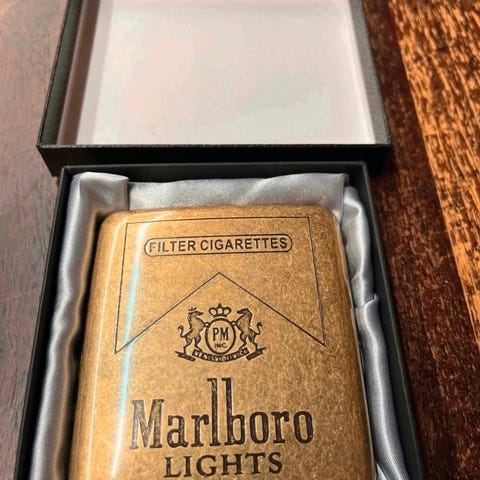 FILTER CIGARETTES
PM
INC.
Marlboro
LIGHTS